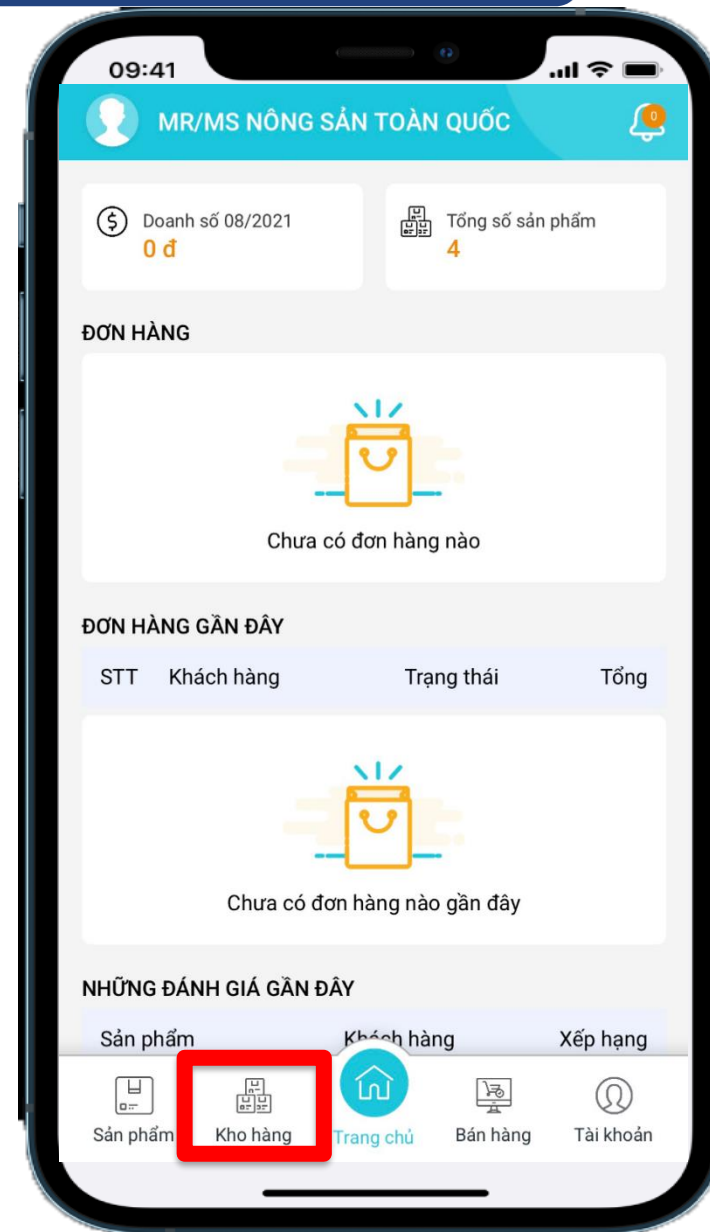 09:41
MR/MS NÔNG SẢN TOÀN QUỐC
0
Doanh số 08/2021
0 đ
Tổng số sản phẩm
4
ĐƠN HÀNG
Chưa có đơn hàng nào
ĐƠN HÀNG GẦN ĐÂY
STT Khách hàng Trạng thái Tổng
Chưa có đơn hàng nào gần đây
NHỮNG ĐÁNH GIÁ GẦN ĐÂY
Sản phẩm Khách hàng Xếp hạng
Sản phẩm Kho hàng Trang chủ Bán hàng Tài khoản